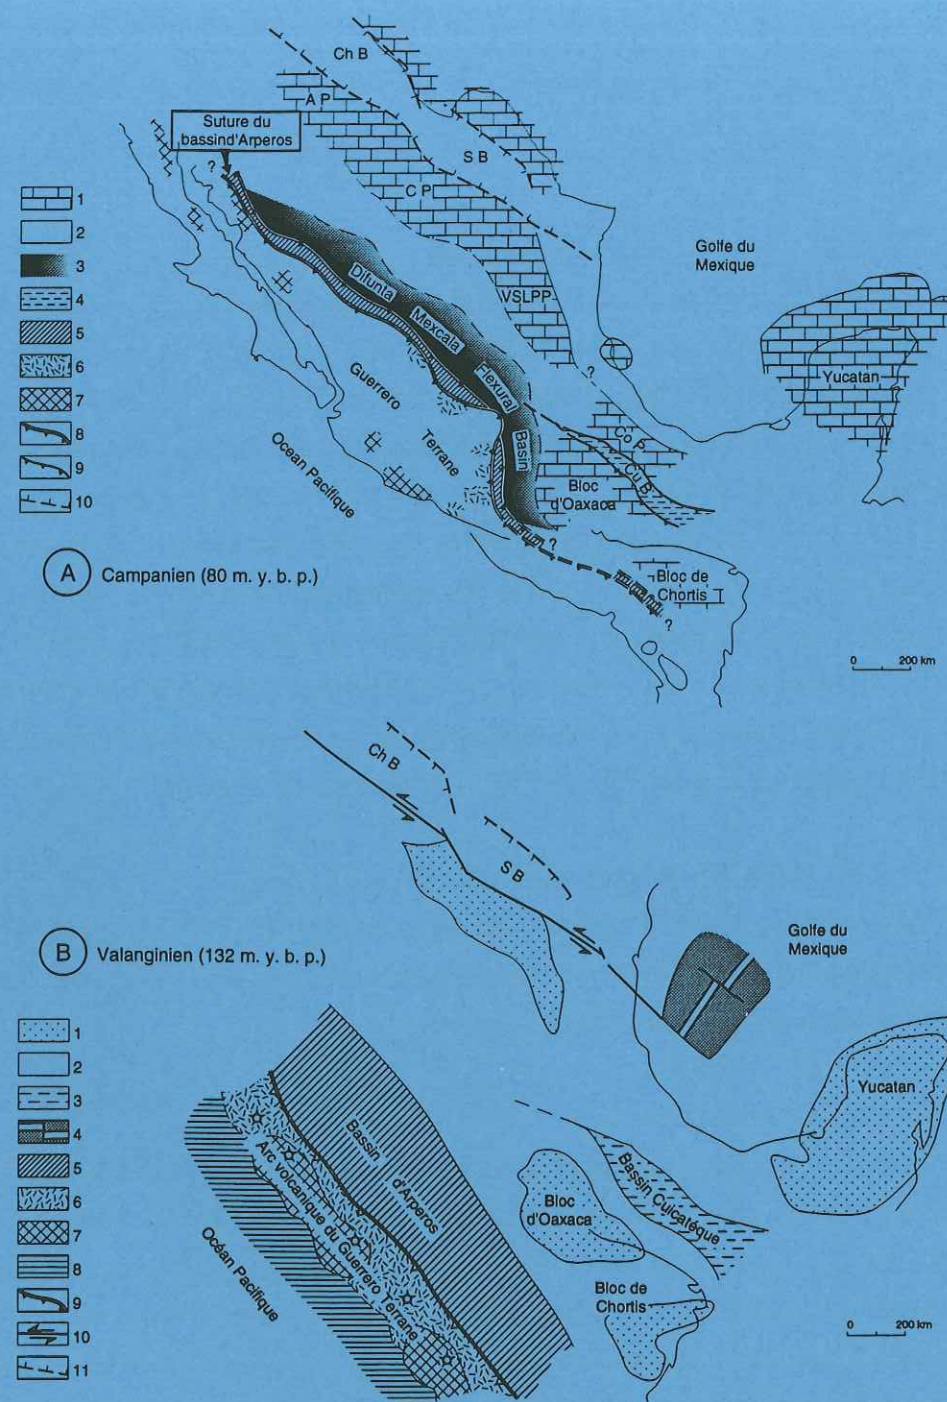 Ch B
A P
Suture du
bassind'Arperos
?
S B
C P
Golfe du
Mexique
1
2
3
4
5
6
7
8
9
10
Difunta
Mexcala
Flexural
Basin
VSLPP
Yucatan
Guerrero
Terrane
?
Co P
Cu B
Océan Pacifique
Bloc
d'Oaxaca
?
Bloc de
Chortis
?
A Campanien (80 m. y. b. p.)
0 200 km
Ch B
S B
B Valanginien (132 m. y. b. p.)
Golfe du
Mexique
1
2
3
4
5
6
7
8
9
10
11
Yucatan
Bassin
d'Arperos
Arc volcanique du Guerrero Terrane
Océan Pacifique
Bloc
d'Oaxaca
Bassin Cuicatéque
Bloc de
Chortis
0 200 km